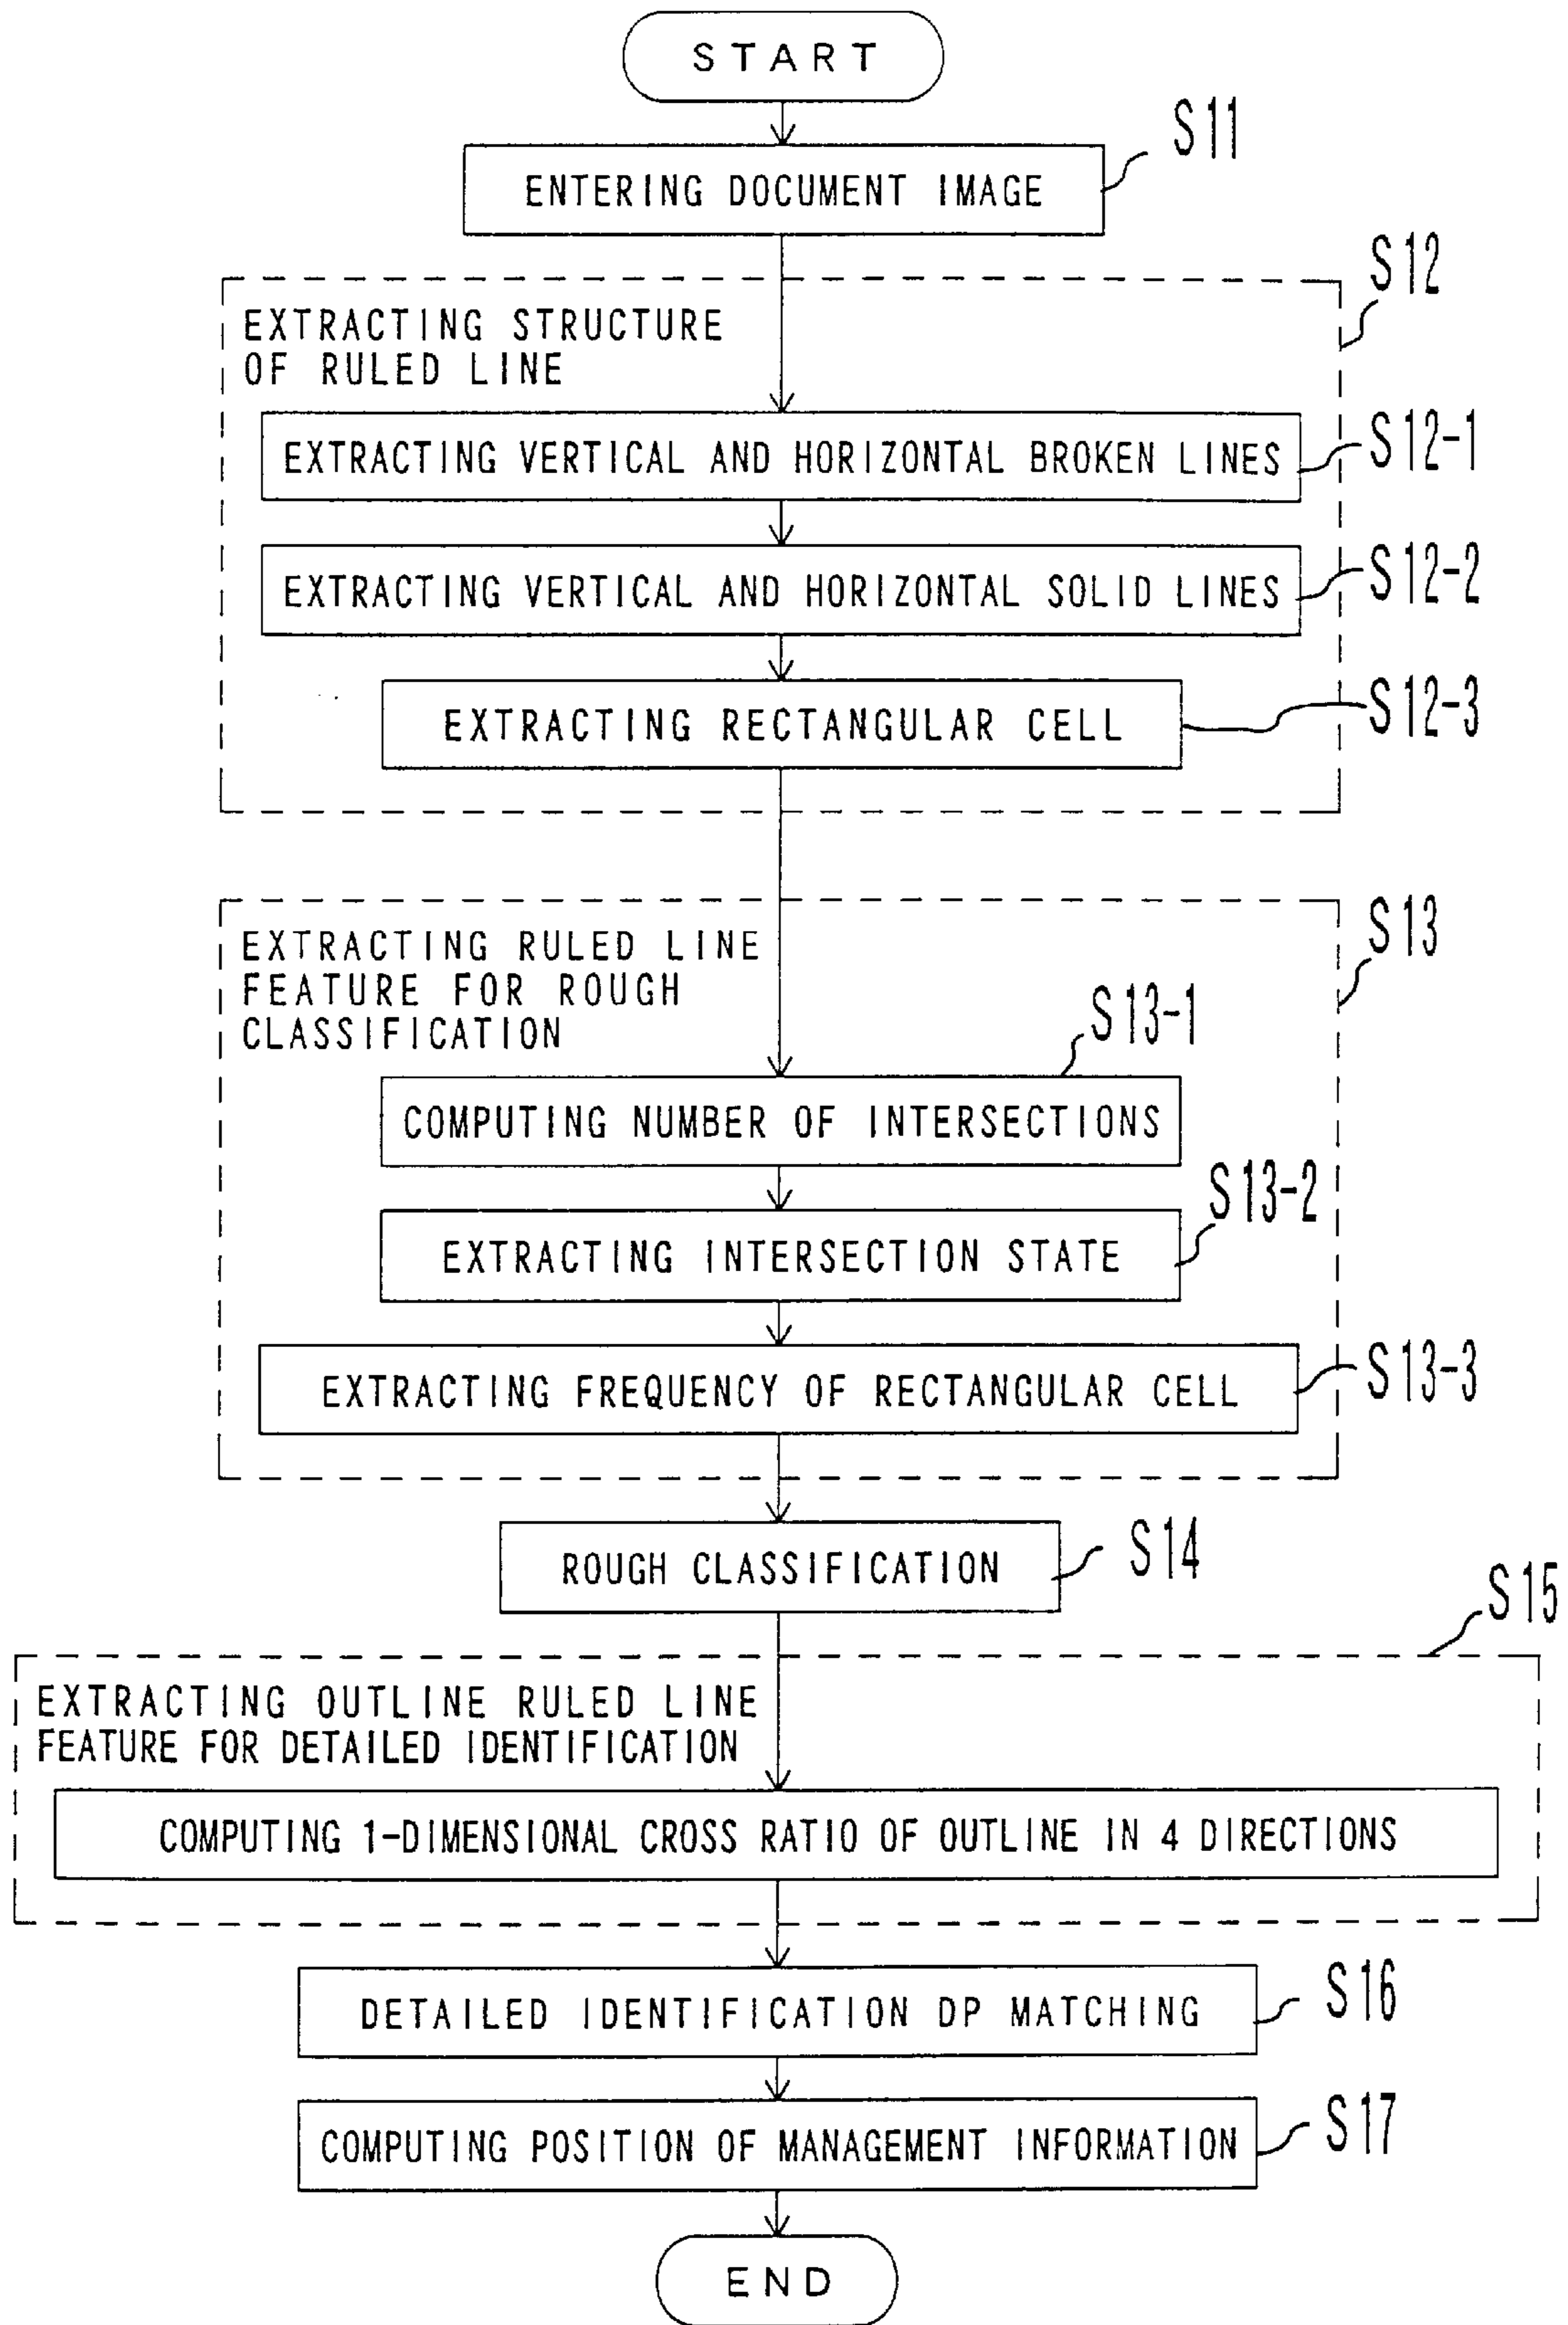 START
S11
ENTERING DOCUMENT IMAGE
S12
EXTRACTING STRUCTURE
OF RULED LINE
EXTRACTING VERTICAL AND HORIZONTAL BROKEN LINES
S12-1
EXTRACTING VERTICAL AND HORIZONTAL SOLID LINES
S12-2
EXTRACTING RECTANGULAR CELL
S12-3
S13
EXTRACTING RULED LINE
FEATURE FOR ROUGH
CLASSIFICATION
S13-1
COMPUTING NUMBER OF INTERSECTIONS
S13-2
EXTRACTING INTERSECTION STATE
EXTRACTING FREQUENCY OF RECTANGULAR CELL
S13-3
ROUGH CLASSIFICATION
S14
S15
EXTRACTING OUTLINE RULED LINE
FEATURE FOR DETAILED IDENTIFICATION
COMPUTING 1-DIMENSIONAL CROSS RATIO OF OUTLINE IN 4 DIRECTIONS
DETAILED IDENTIFICATION DP MATCHING
S16
COMPUTING POSITION OF MANAGEMENT INFORMATION
S17
END